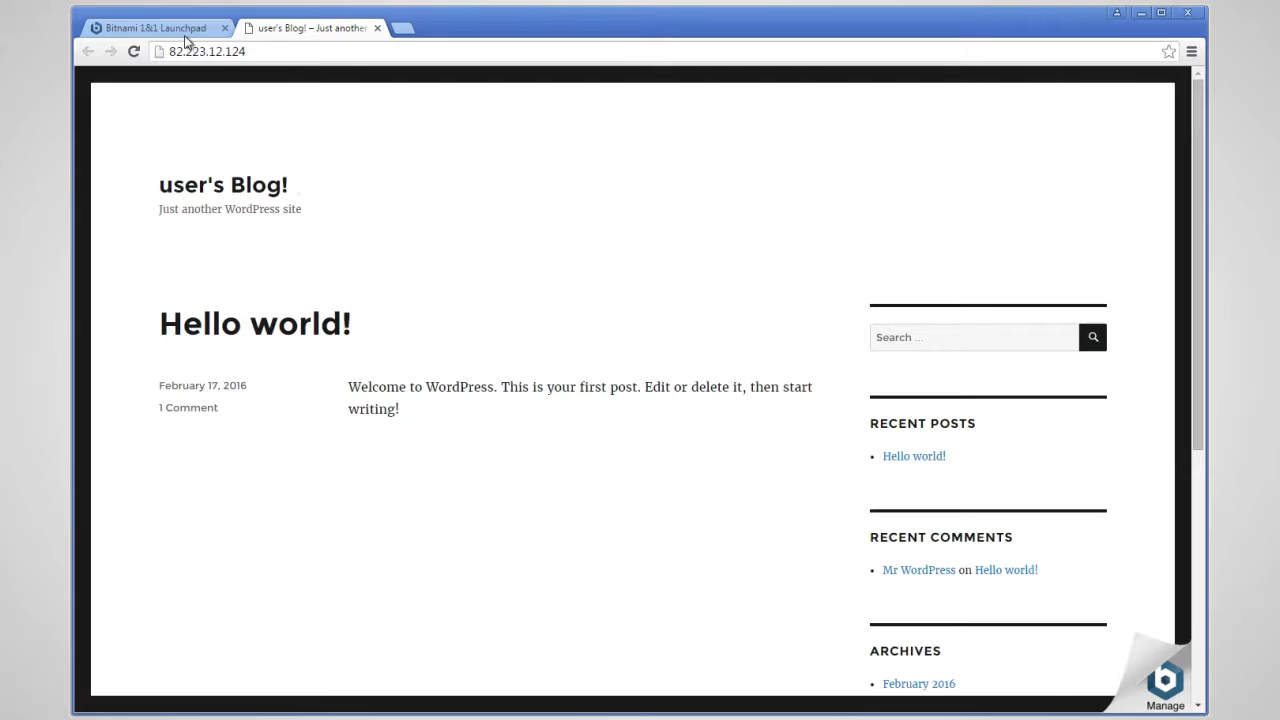 Bitnami 1&1 Launchpad
user's Blog! – Just another
82.223.12.124
user's Blog!
Just another WordPress site
Hello world!
February 17, 2016
1 Comment
Welcome to WordPress. This is your first post. Edit or delete it, then start
writing!
Search ...
RECENT POSTS
Hello world!
RECENT COMMENTS
Mr WordPress on Hello world!
ARCHIVES
February 2016
b
Manage